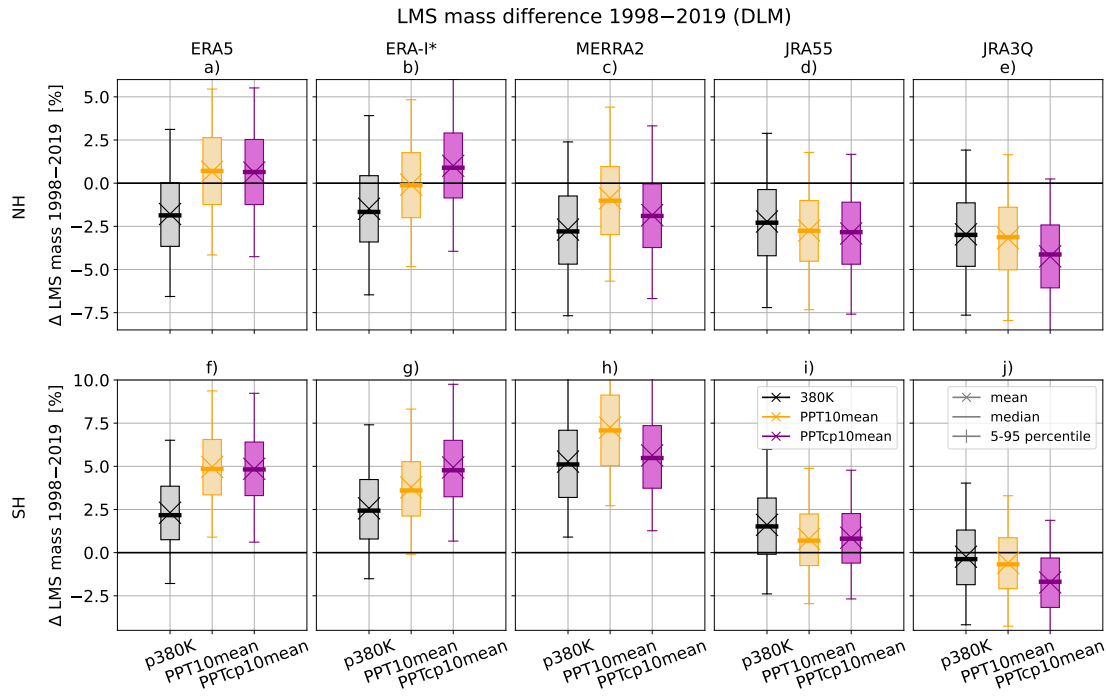 LMS mass difference 1998−2019 (DLM)
ERA5 ERA-I* MERRA2 JRA55 JRA3Q
a) b) c) d) e)
NH
Δ LMS mass 1998−2019 [%]
5.0
2.5
0.0
−2.5
−5.0
−7.5
f) g) h) i) j)
SH
Δ LMS mass 1998−2019 [%]
10.0
7.5
5.0
2.5
0.0
−2.5
380K
PPT10mean
PPTcp10mean
mean
median
5-95 percentile
p380K PPT10mean PPTcp10mean
p380K PPT10mean PPTcp10mean
p380K PPT10mean PPTcp10mean
p380K PPT10mean PPTcp10mean
p380K PPT10mean PPTcp10mean